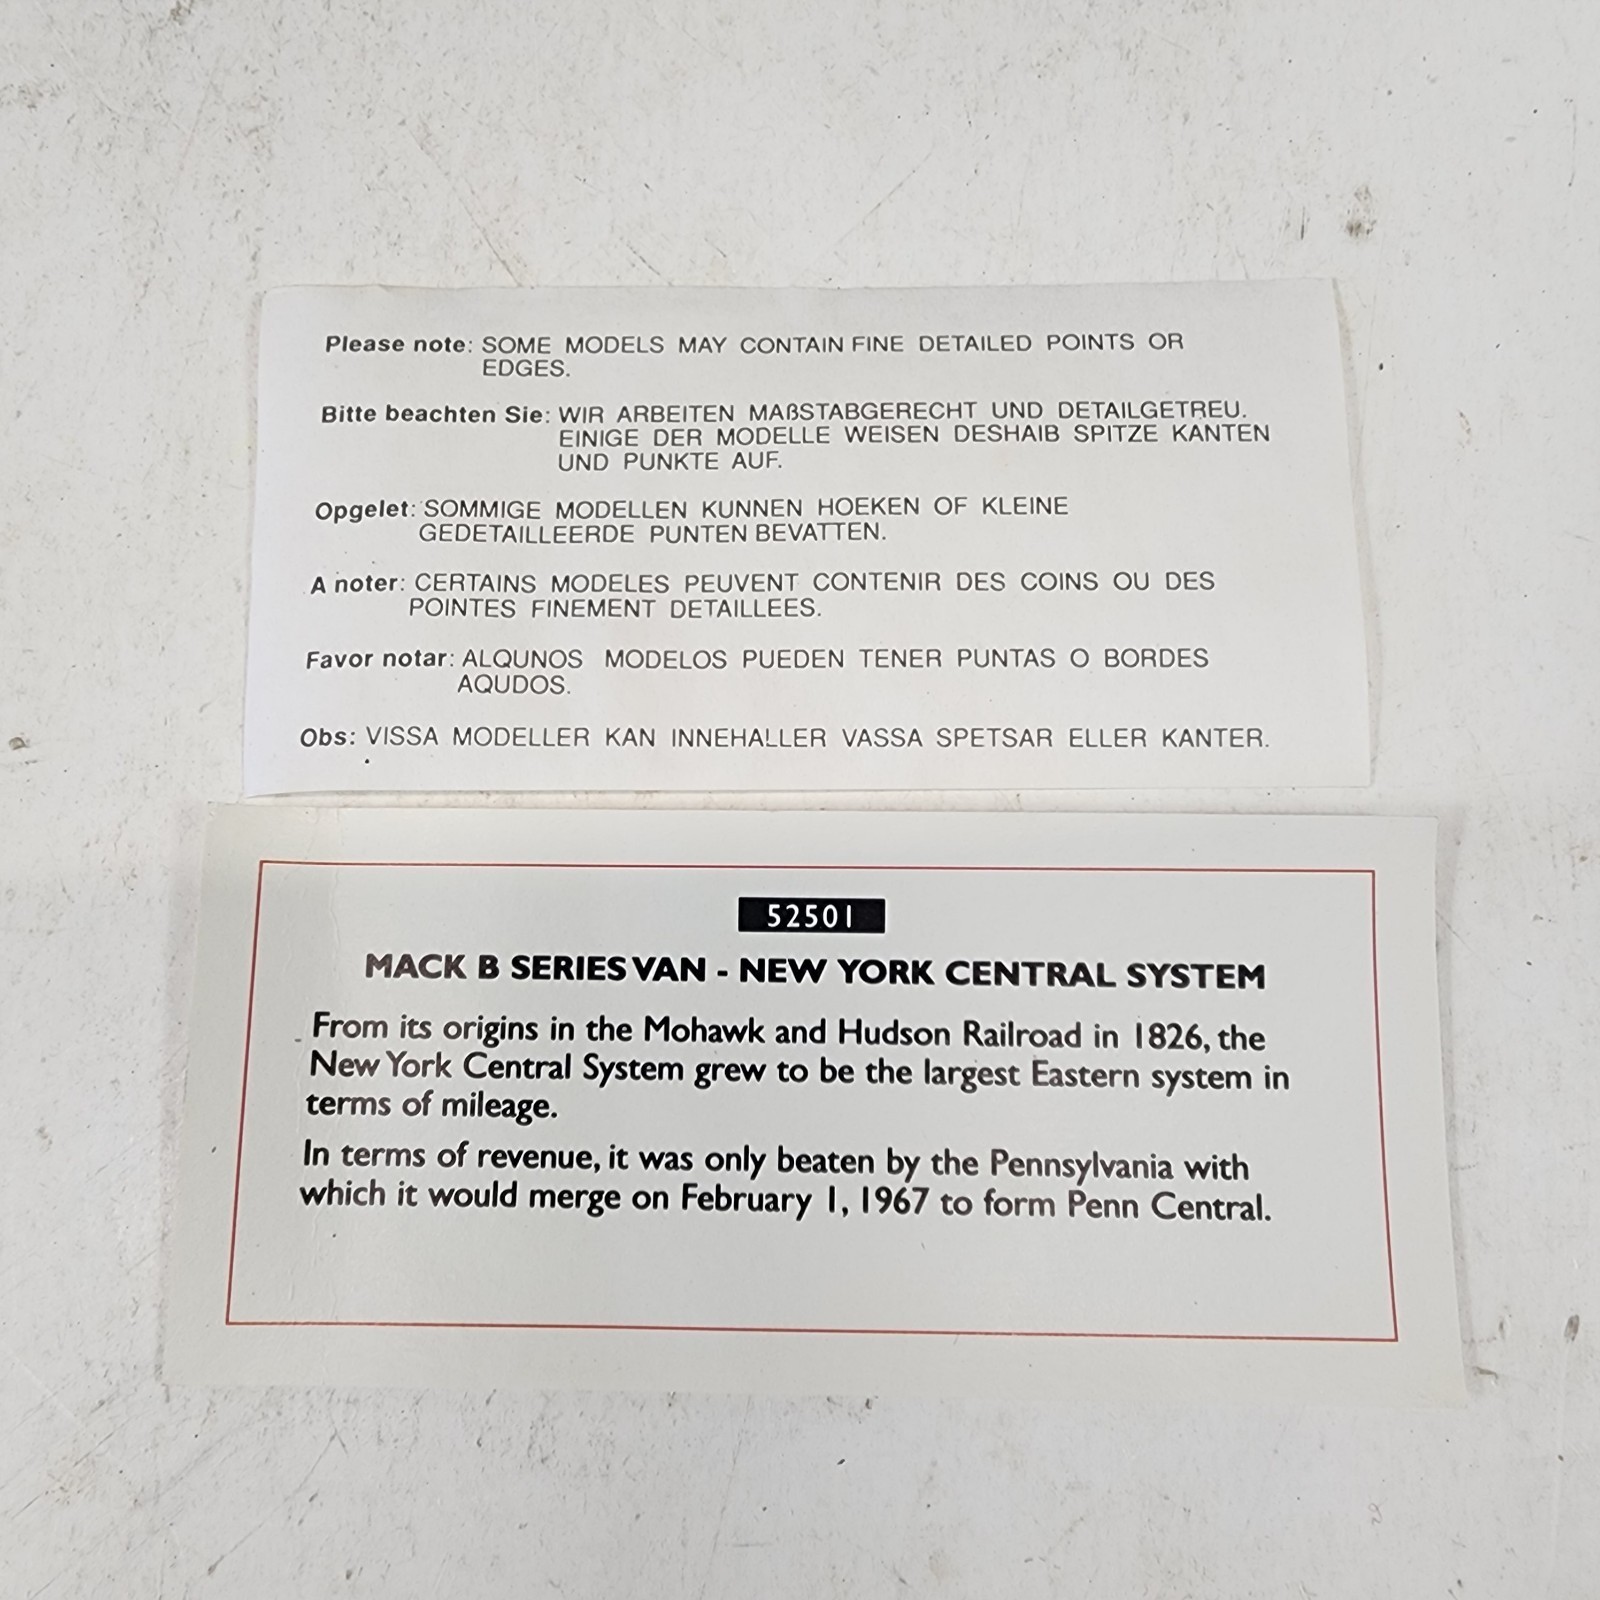 Please note: SOME MODELS MAY CONTAIN FINE DETAILED POINTS OR
EDGES.
Bitte beachten Sie: WIR ARBEITEN MAßSTABGERECHT UND DETAILGETREU.
EINIGE DER MODELLE WEISEN DESHAIB SPITZE KANTEN
UND PUNKTE AUF.
Opgelet: SOMMIGE MODELLEN KUNNEN HOEKEN OF KLEINE
GEDETAILLEERDE PUNTEN BEVATTEN.
A noter: CERTAINS MODELES PEUVENT CONTENIR DES COINS OU DES
POINTES FINEMENT DETAILLEES.
Favor notar: ALQUNOS MODELOS PUEDEN TENER PUNTAS O BORDES
AQUDOS.
Obs: VISSA MODELLER KAN INNEHALLER VASSA SPETSAR ELLER KANTER.
52501
MACK B SERIES VAN - NEW YORK CENTRAL SYSTEM
From its origins in the Mohawk and Hudson Railroad in 1826, the
New York Central System grew to be the largest Eastern system in
terms of mileage.
In terms of revenue, it was only beaten by the Pennsylvania with
which it would merge on February 1, 1967 to form Penn Central.